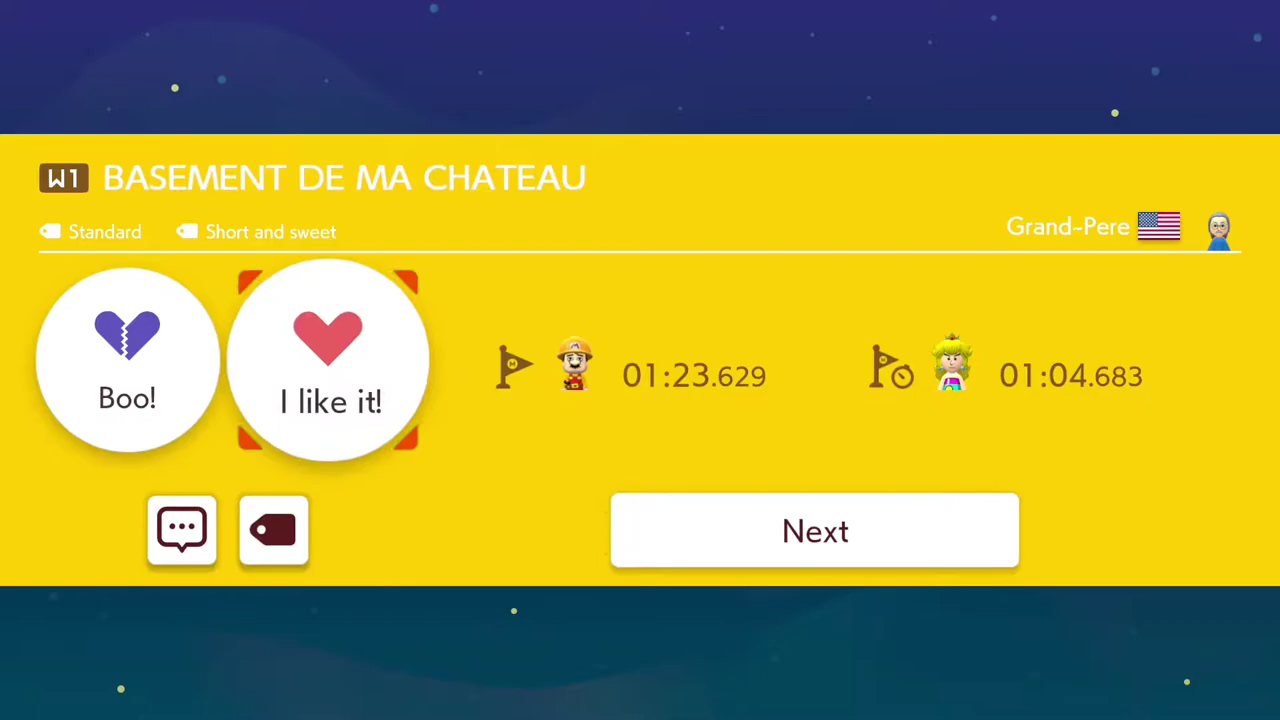 W1 BASEMENT DE MA CHATEAU
Standard Short and sweet
Grand-Pere
Boo!
I like it!
M 01:23.629
M 01:04.683
Next